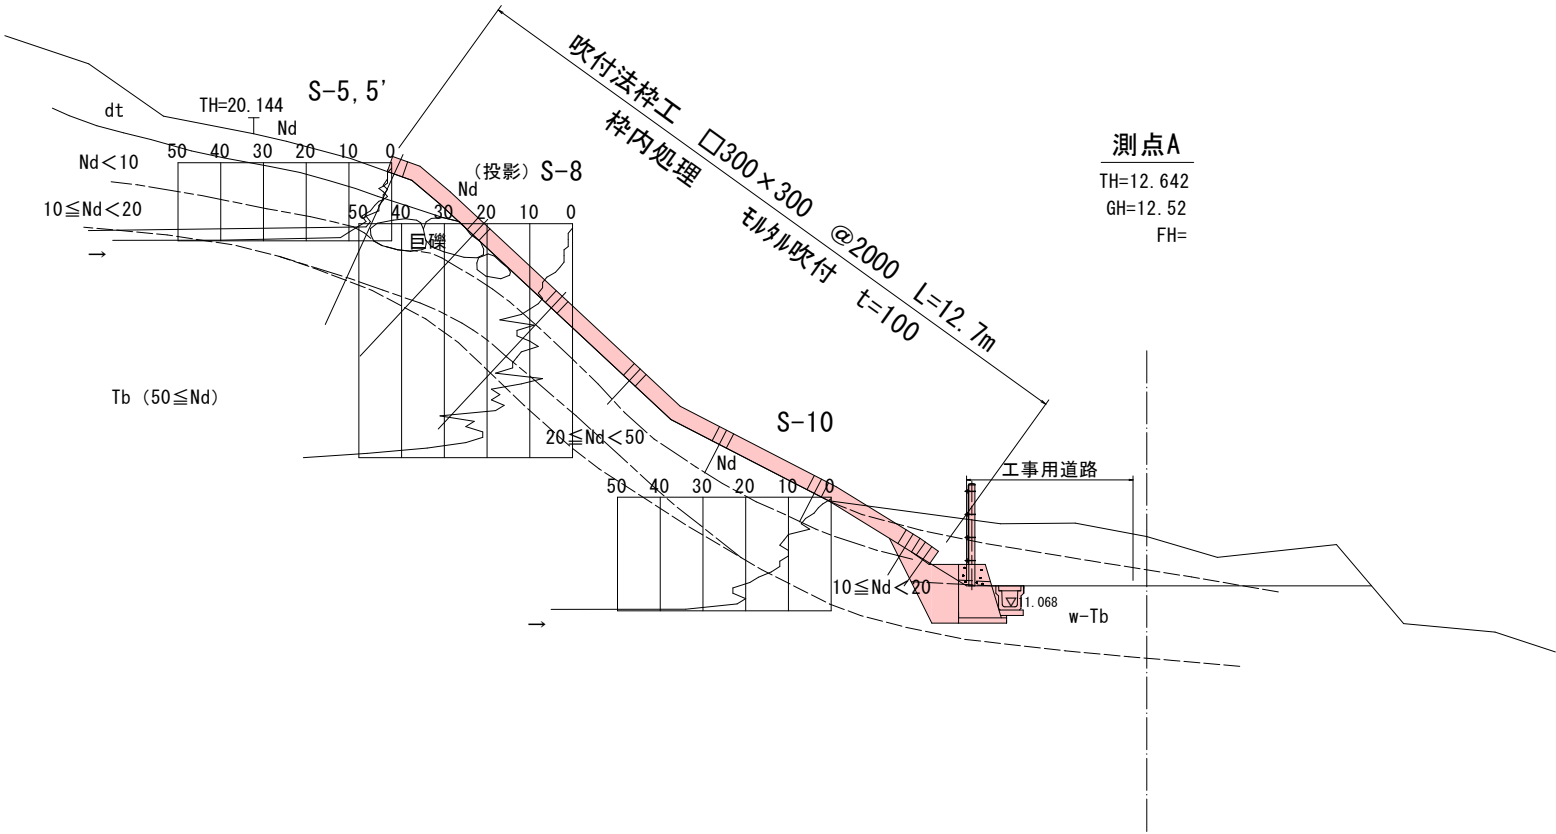 吹付法枠工　□300×300　@2000　L=12.7m
枠内処理　ﾓﾙﾀﾙ吹付　t=100
S-5,5'
TH=20.144
dt
Nd
50 40 30 20 10 0
Nd＜10
10≦Nd＜20
→
（投影）S-8
Nd
50 40 30 20 10 0
巨礫
測点A
TH=12.642
GH=12.52
FH=
Tb（50≦Nd）
20≦Nd＜50
S-10
Nd
50 40 30 20 10 0
工事用道路
10≦Nd＜20
11.068
w-Tb
→